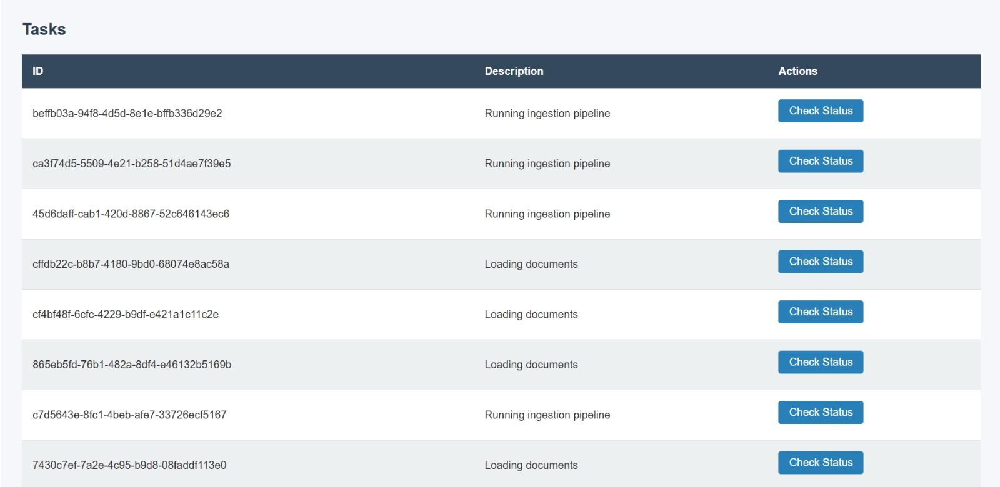 Tasks
ID Description Actions
beffb03a-94f8-4d5d-8e1e-bffb336d29e2 Running ingestion pipeline Check Status
ca3f74d5-5509-4e21-b258-51d4ae7f39e5 Running ingestion pipeline Check Status
45d6daff-cab1-420d-8867-52c646143ec6 Running ingestion pipeline Check Status
cffdb22c-b8b7-4180-9bd0-68074e8ac58a Loading documents Check Status
cf4bf48f-6cfc-4229-b9df-e421a1c11c2e Loading documents Check Status
865eb5fd-76b1-482a-8df4-e46132b5169b Loading documents Check Status
c7d5643e-8fc1-4beb-afe7-33726ecf5167 Running ingestion pipeline Check Status
7430c7ef-7a2e-4c95-b9d8-08faddf113e0 Loading documents Check Status